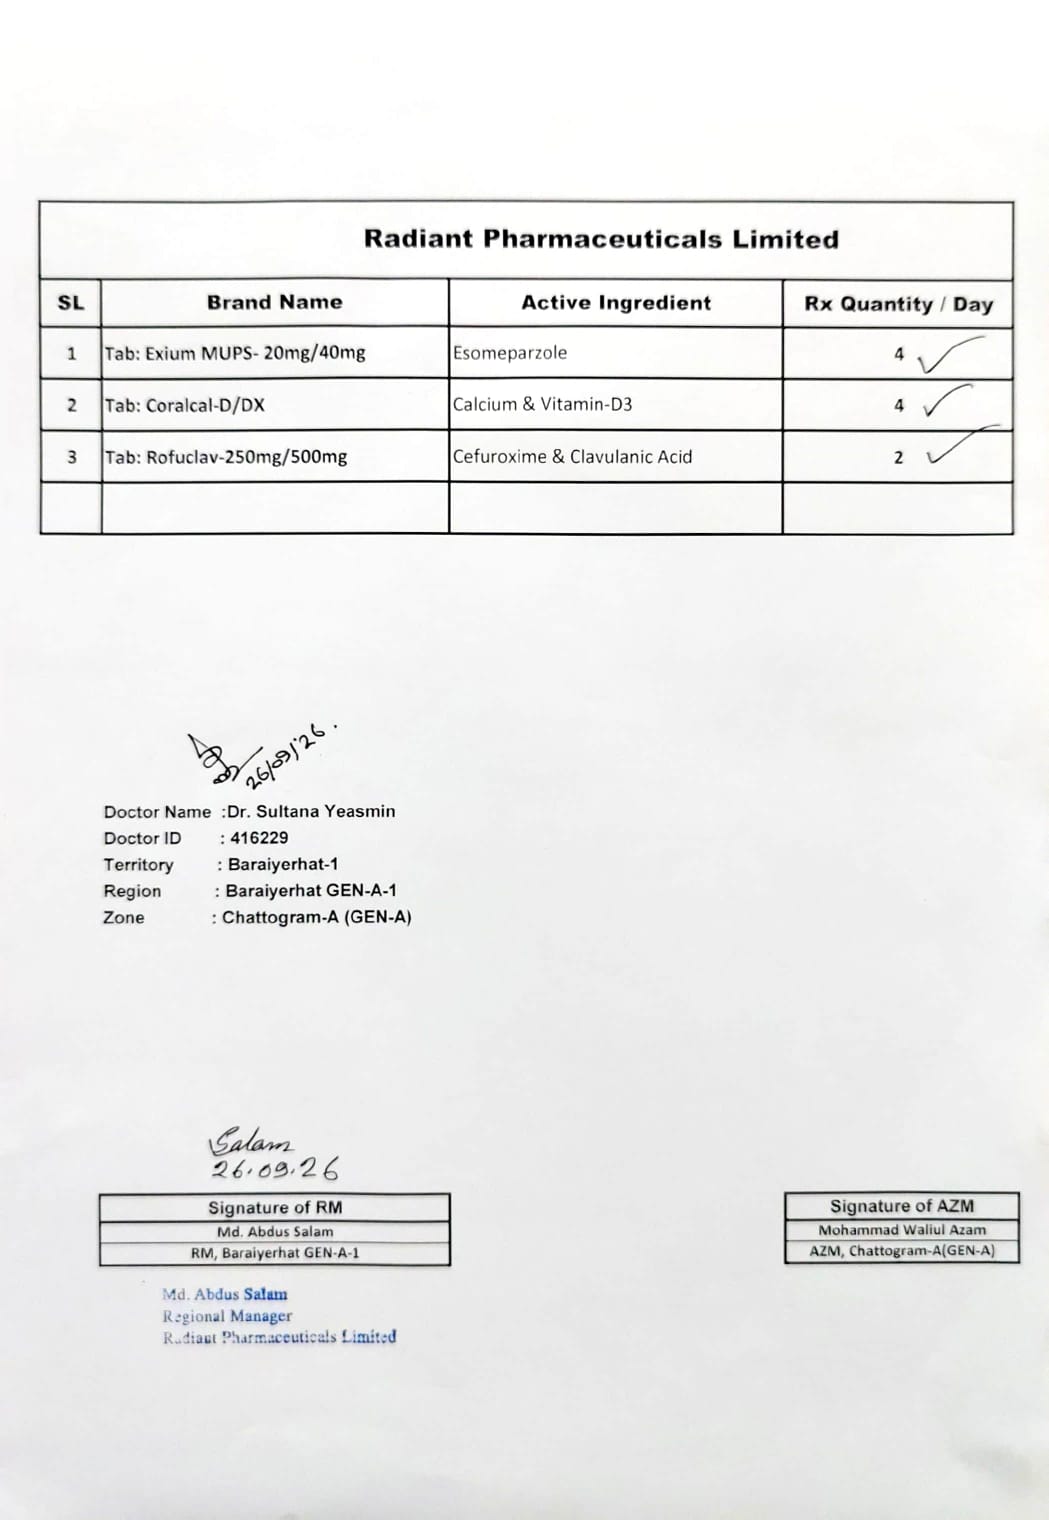 Radiant Pharmaceuticals Limited
SL Brand Name Active Ingredient Rx Quantity / Day
1 Tab: Exium MUPS- 20mg/40mg Esomeparzole 4
2 Tab: Coralcal-D/DX Calcium & Vitamin-D3 4
3 Tab: Rofuclav-250mg/500mg Cefuroxime & Clavulanic Acid 2
26/09/26.
Doctor Name :Dr. Sultana Yeasmin
Doctor ID : 416229
Territory : Baraiyerhat-1
Region : Baraiyerhat GEN-A-1
Zone : Chattogram-A (GEN-A)
Salam
26.09.26
Signature of RM
Md. Abdus Salam
RM, Baraiyerhat GEN-A-1
Signature of AZM
Mohammad Waliul Azam
AZM, Chattogram-A(GEN-A)
Md. Abdus Salam
Regional Manager
Radiant Pharmaceuticals Limited